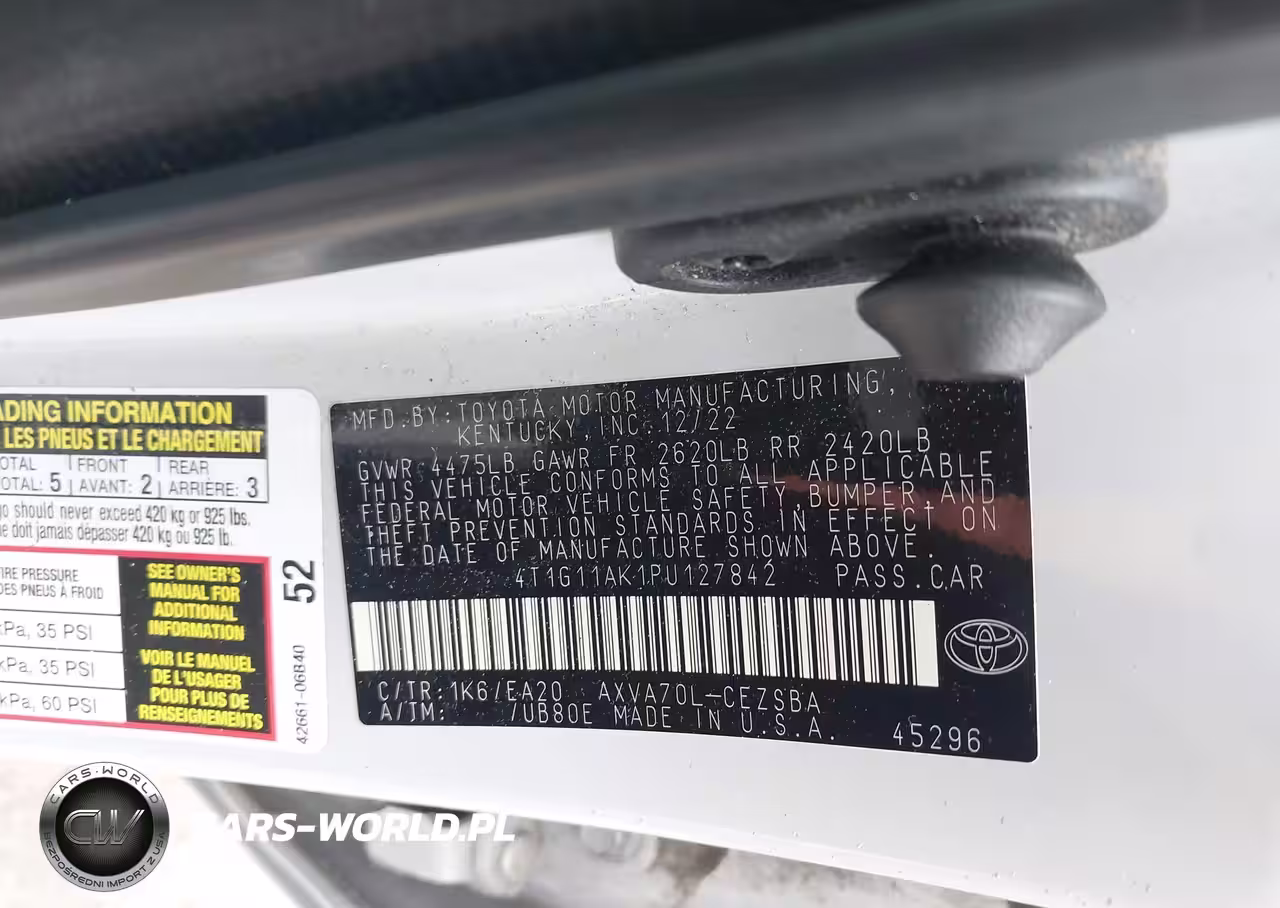 ADING INFORMATION
LES PNEUS ET LE CHARGEMENT
OTAL FRONT REAR
TOTAL: 5 AVANT: 2 ARRIÈRE: 3
go should never exceed 420 kg or 925 lbs.
e doit jamais dépasser 420 kg ou 925 lb.
IRE PRESSURE
DES PNEUS À FROID
kPa, 35 PSI
kPa, 35 PSI
kPa, 60 PSI
SEE OWNER'S
MANUAL FOR
ADDITIONAL
INFORMATION
VOIR LE MANUEL
DE L'USAGER
POUR PLUS DE
RENSEIGNEMENTS
52
42661-06B40
MFD.BY:TOYOTA MOTOR MANUFACTURING,
KENTUCKY,INC.12/22
GVWR 4475LB GAWR FR 2620LB RR 2420LB
THIS VEHICLE CONFORMS TO ALL APPLICABLE
FEDERAL MOTOR VEHICLE SAFETY,BUMPER AND
THEFT PREVENTION STANDARDS IN EFFECT ON
THE DATE OF MANUFACTURE SHOWN ABOVE.
4T1G11AK1PU127842 PASS.CAR
C/TR:1K6/EA20 AXVA70L-CEZSBA
A/TM: /UB80E MADE IN U.S.A.
45296
CARS-WORLD
CW
BEZPOŚREDNI IMPORT Z USA
CARS-WORLD.PL